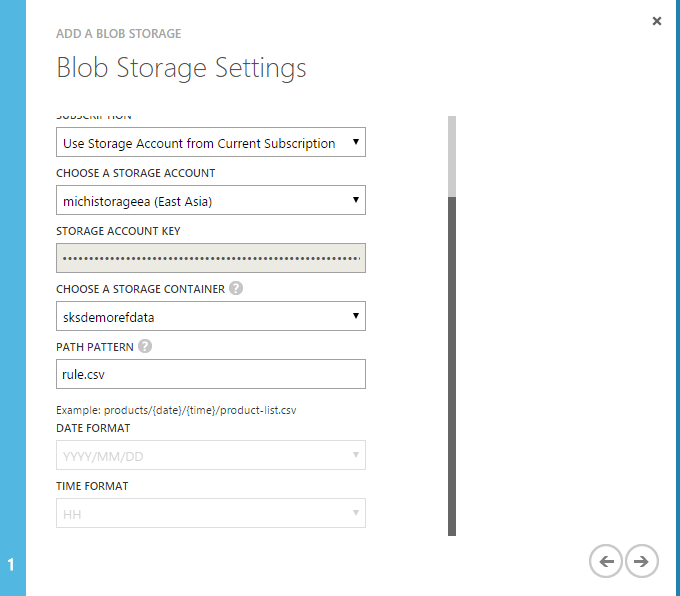 ADD A BLOB STORAGE
Blob Storage Settings
SUBSCRIPTION
Use Storage Account from Current Subscription
CHOOSE A STORAGE ACCOUNT
michistorageea (East Asia)
STORAGE ACCOUNT KEY
CHOOSE A STORAGE CONTAINER ?
sksdemorefdata
PATH PATTERN ?
rule.csv
Example: products/{date}/{time}/product-list.csv
DATE FORMAT
YYYY/MM/DD
TIME FORMAT
HH
1